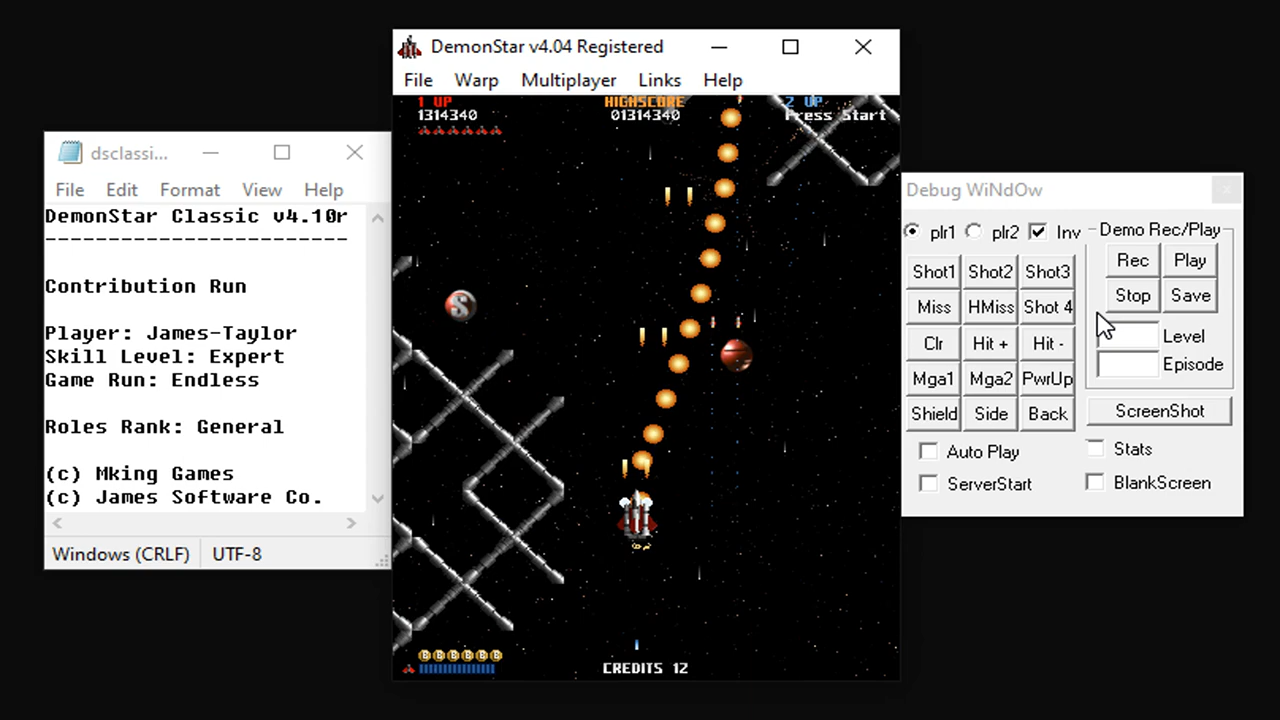 dsclassi...
File Edit Format View Help
DemonStar Classic v4.10r
------------------------
Contribution Run
Player: James-Taylor
Skill Level: Expert
Game Run: Endless
Roles Rank: General
(c) Mking Games
(c) James Software Co.
Windows (CRLF) UTF-8
DemonStar v4.04 Registered
File Warp Multiplayer Links Help
1 UP HIGHSCORE 2 UP
1314340 01314340 Press Start
S
B B B B B B
CREDITS 12
Debug WiNdOw
plr1 plr2 Inv
Demo Rec/Play
Shot1 Shot2 Shot3
Miss HMiss Shot 4
Clr Hit + Hit -
Mga1 Mga2 PwrUp
Shield Side Back
Auto Play
ServerStart
Rec Play
Stop Save
Level
Episode
ScreenShot
Stats
BlankScreen